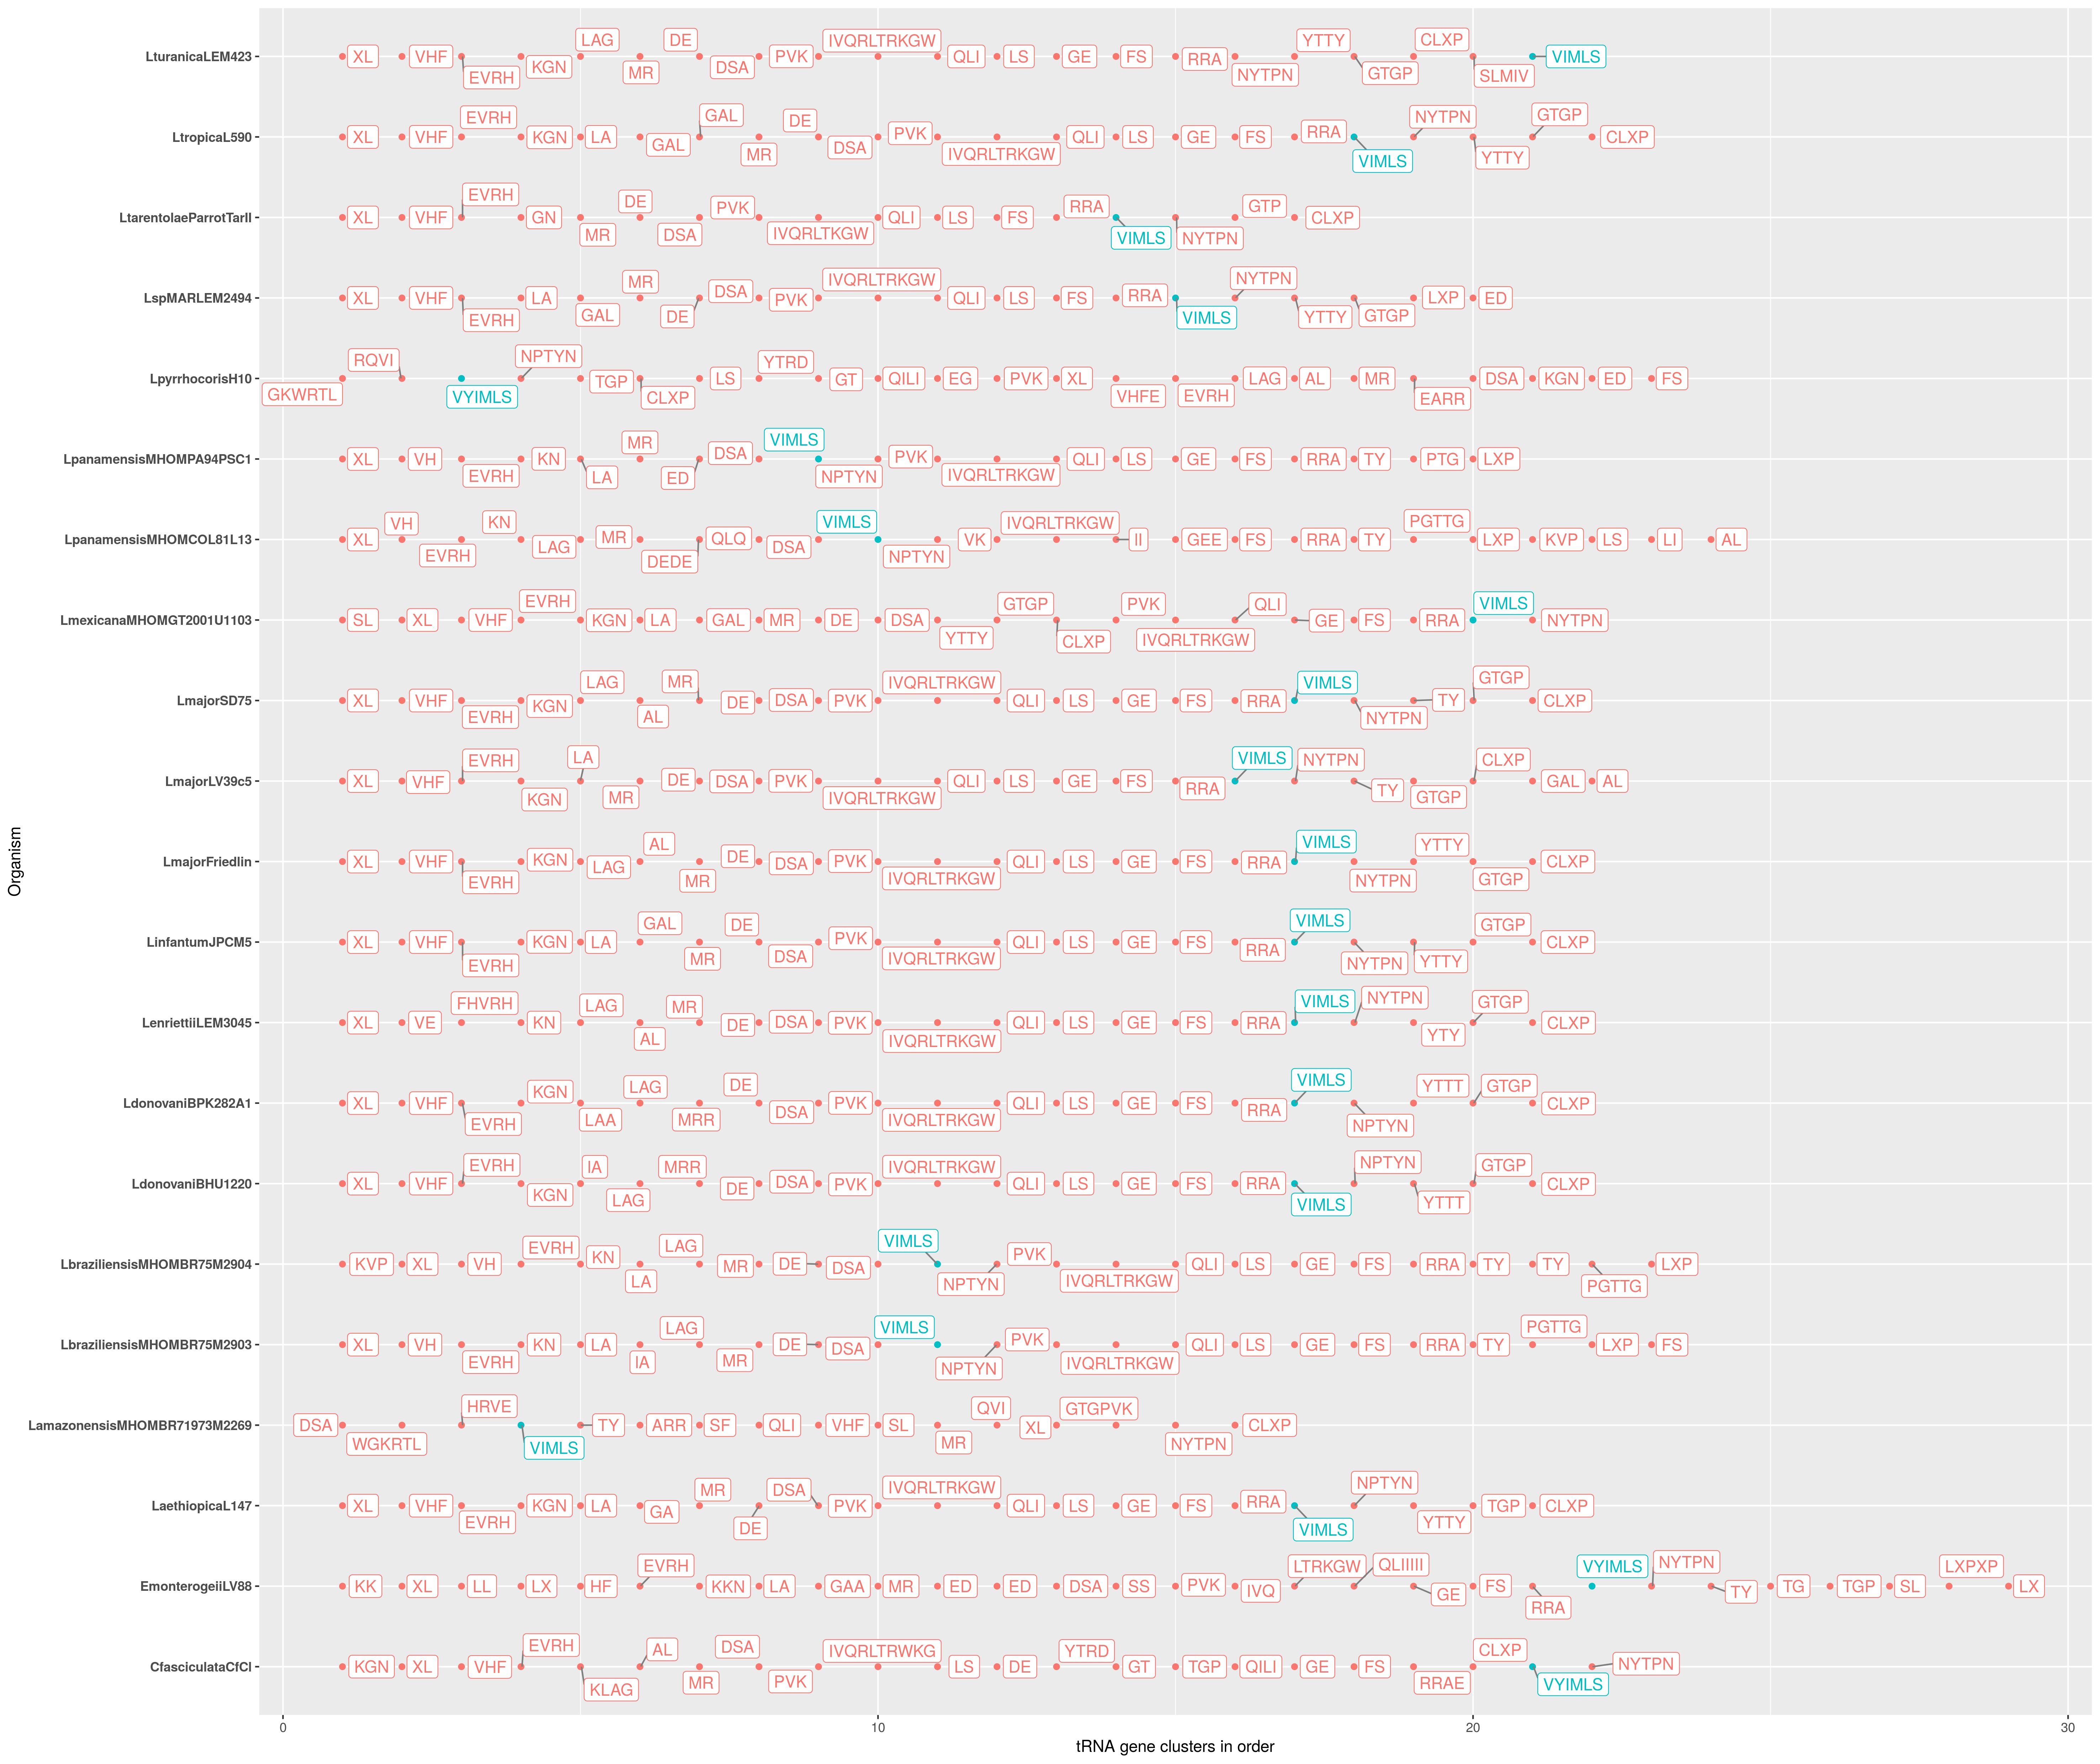 LturanicaLEM423 XL VHF EVRH KGN LAG MR DE DSA PVK IVQRLTRKGW QLI LS GE FS RRA NYTPN YTTY GTGP CLXP SLMIV VIMLS
LtropicaL590 XL VHF EVRH KGN LA GAL GAL MR DE DSA PVK IVQRLTRKGW QLI LS GE FS RRA VIMLS NYTPN YTTY GTGP CLXP
LtarentolaeParrotTarII XL VHF EVRH GN MR DE DSA PVK IVQRLTKGW QLI LS FS RRA VIMLS NYTPN GTP CLXP
LspMARLEM2494 XL VHF EVRH LA GAL MR DE DSA PVK IVQRLTRKGW QLI LS FS RRA VIMLS NYTPN YTTY GTGP LXP ED
LpyrrhocorisH10 GKWRTL RQVI VYIMLS NPTYN TGP CLXP LS YTRD GT QILI EG PVK XL VHFE EVRH LAG AL MR EARR DSA KGN ED FS
LpanamensisMHOMPA94PSC1 XL VH EVRH KN LA MR ED DSA VIMLS NPTYN PVK IVQRLTRKGW QLI LS GE FS RRA TY PTG LXP
LpanamensisMHOMCOL81L13 XL VH EVRH KN LAG MR DEDE QLQ DSA VIMLS NPTYN VK IVQRLTRKGW II GEE FS RRA TY PGTTG LXP KVP LS LI AL
LmexicanaMHOMGT2001U1103 SL XL VHF EVRH KGN LA GAL MR DE DSA YTTY GTGP CLXP PVK IVQRLTRKGW QLI GE FS RRA VIMLS NYTPN
LmajorSD75 XL VHF EVRH KGN LAG AL MR DE DSA PVK IVQRLTRKGW QLI LS GE FS RRA VIMLS NYTPN TY GTGP CLXP
LmajorLV39c5 XL VHF EVRH KGN LA MR DE DSA PVK IVQRLTRKGW QLI LS GE FS RRA VIMLS NYTPN TY GTGP CLXP GAL AL
LmajorFriedlin XL VHF EVRH KGN LAG AL MR DE DSA PVK IVQRLTRKGW QLI LS GE FS RRA VIMLS NYTPN YTTY GTGP CLXP
LinfantumJPCM5 XL VHF EVRH KGN LA GAL MR DE DSA PVK IVQRLTRKGW QLI LS GE FS RRA VIMLS NYTPN YTTY GTGP CLXP
LenriettiiLEM3045 XL VE FHVRH KN LAG AL MR DE DSA PVK IVQRLTRKGW QLI LS GE FS RRA VIMLS NYTPN YTY GTGP CLXP
LdonovaniBPK282A1 XL VHF EVRH KGN LAA LAG MRR DE DSA PVK IVQRLTRKGW QLI LS GE FS RRA VIMLS NPTYN YTTT GTGP CLXP
LdonovaniBHU1220 XL VHF EVRH KGN IA LAG MRR DE DSA PVK IVQRLTRKGW QLI LS GE FS RRA VIMLS NPTYN YTTT GTGP CLXP
LbraziliensisMHOMBR75M2904 KVP XL VH EVRH KN LA LAG MR DE DSA VIMLS NPTYN PVK IVQRLTRKGW QLI LS GE FS RRA TY TY PGTTG LXP
LbraziliensisMHOMBR75M2903 XL VH EVRH KN LA IA LAG MR DE DSA VIMLS NPTYN PVK IVQRLTRKGW QLI LS GE FS RRA TY PGTTG LXP FS
LamazonensisMHOMBR71973M2269 DSA WGKRTL HRVE VIMLS TY ARR SF QLI VHF SL MR QVI XL GTGPVK NYTPN CLXP
LaethiopicaL147 XL VHF EVRH KGN LA GA MR DE DSA PVK IVQRLTRKGW QLI LS GE FS RRA VIMLS NPTYN YTTY TGP CLXP
EmonterogeiiLV88 KK XL LL LX HF EVRH KKN LA GAA MR ED ED DSA SS PVK IVQ LTRKGW QLIIIII GE FS RRA VYIMLS NYTPN TY TG TGP SL LXPXP LX
CfasciculataCfCl KGN XL VHF EVRH KLAG AL MR DSA PVK IVQRLTRWKG LS DE YTRD GT TGP QILI GE FS RRAE CLXP VYIMLS NYTPN
0 10 20 30
tRNA gene clusters in order
Organism